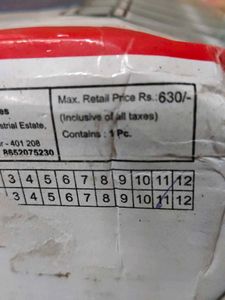 es
strial Estate,
r - 401 208
8652075230
Max. Retail Price Rs.:630/-
(Inclusive of all taxes)
Contains : 1 Pc.
3 4 5 6 7 8 9 10 11 12
3 4 5 6 7 8 9 10 11 12